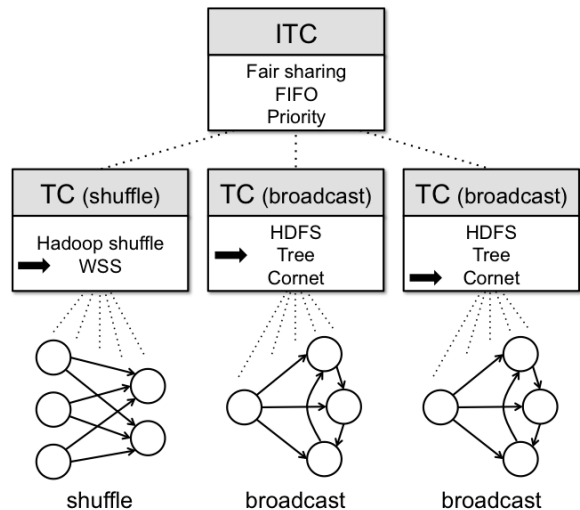 ITC
Fair sharing
FIFO
Priority
TC (shuffle)
Hadoop shuffle
WSS
TC (broadcast)
HDFS
Tree
Cornet
TC (broadcast)
HDFS
Tree
Cornet
shuffle
broadcast
broadcast